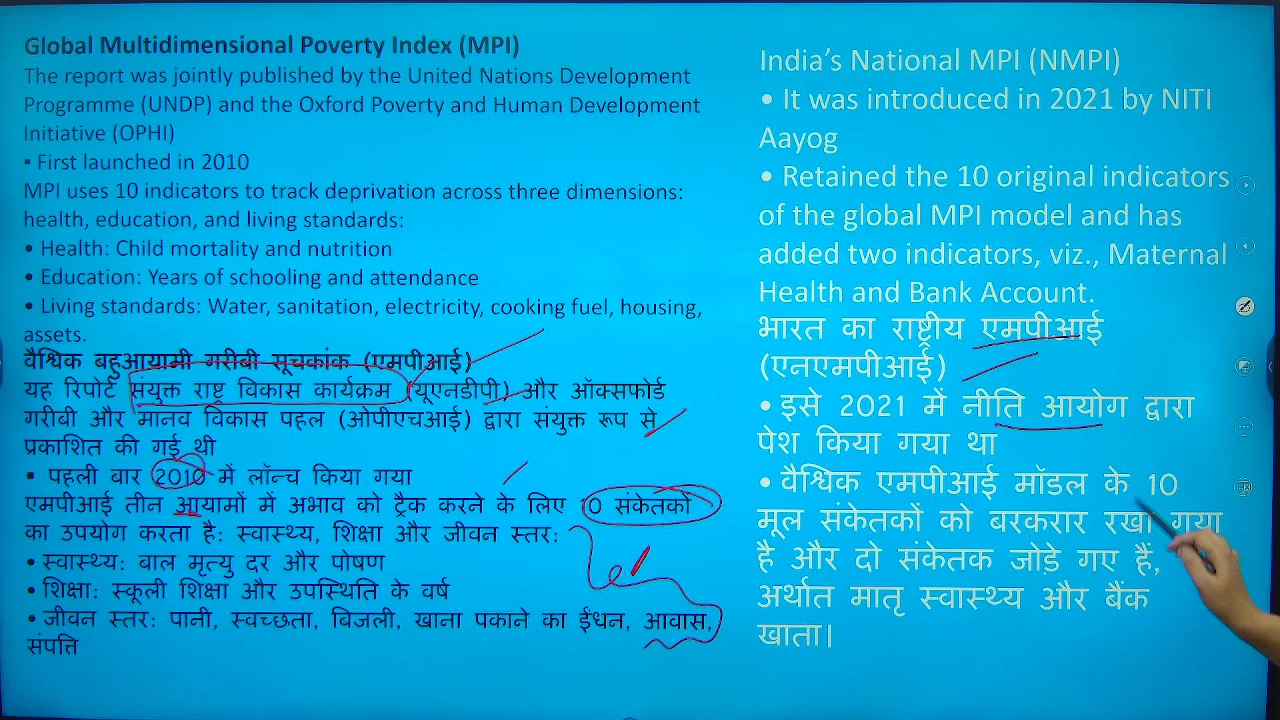 Global Multidimensional Poverty Index (MPI)
The report was jointly published by the United Nations Development
Programme (UNDP) and the Oxford Poverty and Human Development
Initiative (OPHI)
▪ First launched in 2010
MPI uses 10 indicators to track deprivation across three dimensions:
health, education, and living standards:
• Health: Child mortality and nutrition
• Education: Years of schooling and attendance
• Living standards: Water, sanitation, electricity, cooking fuel, housing,
assets.
वैश्विक बहुआयामी गरीबी सूचकांक (एमपीआई)
यह रिपोर्ट संयुक्त राष्ट्र विकास कार्यक्रम (यूएनडीपी) और ऑक्सफोर्ड
गरीबी और मानव विकास पहल (ओपीएचआई) द्वारा संयुक्त रूप से
प्रकाशित की गई थी
▪ पहली बार 2010 में लॉन्च किया गया
एमपीआई तीन आयामों में अभाव को ट्रैक करने के लिए 10 संकेतकों
का उपयोग करता है: स्वास्थ्य, शिक्षा और जीवन स्तर:
• स्वास्थ्य: बाल मृत्यु दर और पोषण
• शिक्षा: स्कूली शिक्षा और उपस्थिति के वर्ष
• जीवन स्तर: पानी, स्वच्छता, बिजली, खाना पकाने का ईंधन, आवास,
संपत्ति
India's National MPI (NMPI)
• It was introduced in 2021 by NITI
Aayog
• Retained the 10 original indicators
of the global MPI model and has
added two indicators, viz., Maternal
Health and Bank Account.
भारत का राष्ट्रीय एमपीआई
(एनएमपीआई)
• इसे 2021 में नीति आयोग द्वारा
पेश किया गया था
• वैश्विक एमपीआई मॉडल के 10
मूल संकेतकों को बरकरार रखा गया
है और दो संकेतक जोड़े गए हैं,
अर्थात मातृ स्वास्थ्य और बैंक
खाता।